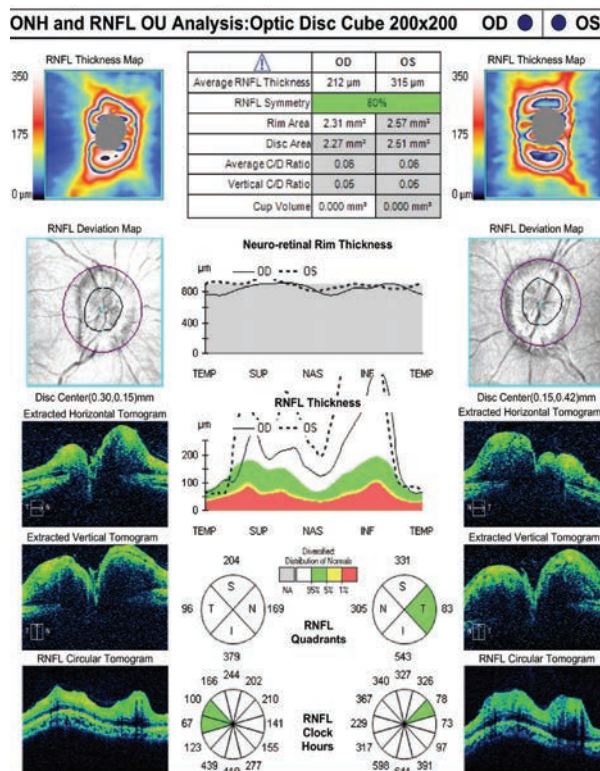 ONH and RNFL OU Analysis:Optic Disc Cube 200x200 OD OS
RNFL Thickness Map
350
175
0 µm
OD OS
Average RNFL Thickness 212 µm 315 µm
RNFL Symmetry 80%
Rim Area 2.31 mm² 2.57 mm²
Disc Area 2.27 mm² 2.51 mm²
Average C/D Ratio 0.06 0.06
Vertical C/D Ratio 0.05 0.05
Cup Volume 0.000 mm³ 0.000 mm³
RNFL Thickness Map
350
175
0 µm
RNFL Deviation Map
Disc Center(0.30,0.15)mm
Neuro-retinal Rim Thickness
µm OD OS
800
400
0
TEMP SUP NAS INF TEMP
RNFL Deviation Map
Disc Center(0.15,0.42)mm
Extracted Horizontal Tomogram
T N
RNFL Thickness
µm OD OS
200
100
0
TEMP SUP NAS INF TEMP
Extracted Horizontal Tomogram
N T
Extracted Vertical Tomogram
T N
Diversified
Distribution of Normals
NA 95% 5% 1%
204
S
96 T N 169
I
379
RNFL
Quadrants
331
S
305 N T 83
I
543
Extracted Vertical Tomogram
N T
RNFL Circular Tomogram
244
166 202
100 210
67 141
123 155
439 277
RNFL
Clock
Hours
327
340 326
367 78
229 73
317 97
598 391
RNFL Circular Tomogram